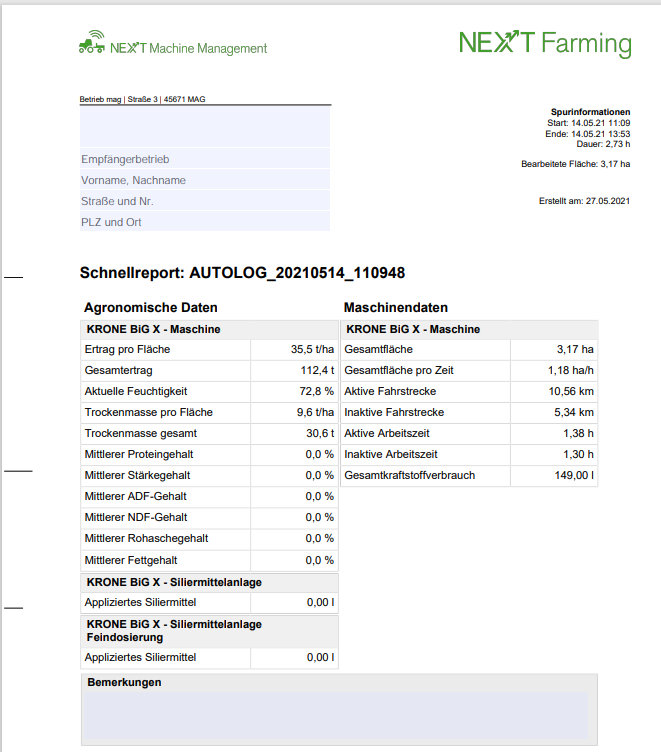 NEXT Machine Management
NEXT Farming
Betrieb mag | Straße 3 | 45671 MAG
Empfängerbetrieb
Vorname, Nachname
Straße und Nr.
PLZ und Ort
Spurinformationen
Start: 14.05.21 11:09
Ende: 14.05.21 13:53
Dauer: 2,73 h
Bearbeitete Fläche: 3,17 ha
Erstellt am: 27.05.2021
Schnellreport: AUTOLOG_20210514_110948
Agronomische Daten
KRONE BiG X - Maschine
Ertrag pro Fläche 35,5 t/ha
Gesamtertrag 112,4 t
Aktuelle Feuchtigkeit 72,8 %
Trockenmasse pro Fläche 9,6 t/ha
Trockenmasse gesamt 30,6 t
Mittlerer Proteingehalt 0,0 %
Mittlerer Stärkegehalt 0,0 %
Mittlerer ADF-Gehalt 0,0 %
Mittlerer NDF-Gehalt 0,0 %
Mittlerer Rohaschegehalt 0,0 %
Mittlerer Fettgehalt 0,0 %
KRONE BiG X - Siliermittelanlage
Appliziertes Siliermittel 0,00 l
KRONE BiG X - Siliermittelanlage
Feindosierung
Appliziertes Siliermittel 0,00 l
Maschinendaten
KRONE BiG X - Maschine
Gesamtfläche 3,17 ha
Gesamtfläche pro Zeit 1,18 ha/h
Aktive Fahrstrecke 10,56 km
Inaktive Fahrstrecke 5,34 km
Aktive Arbeitszeit 1,38 h
Inaktive Arbeitszeit 1,30 h
Gesamtkraftstoffverbrauch 149,00 l
Bemerkungen